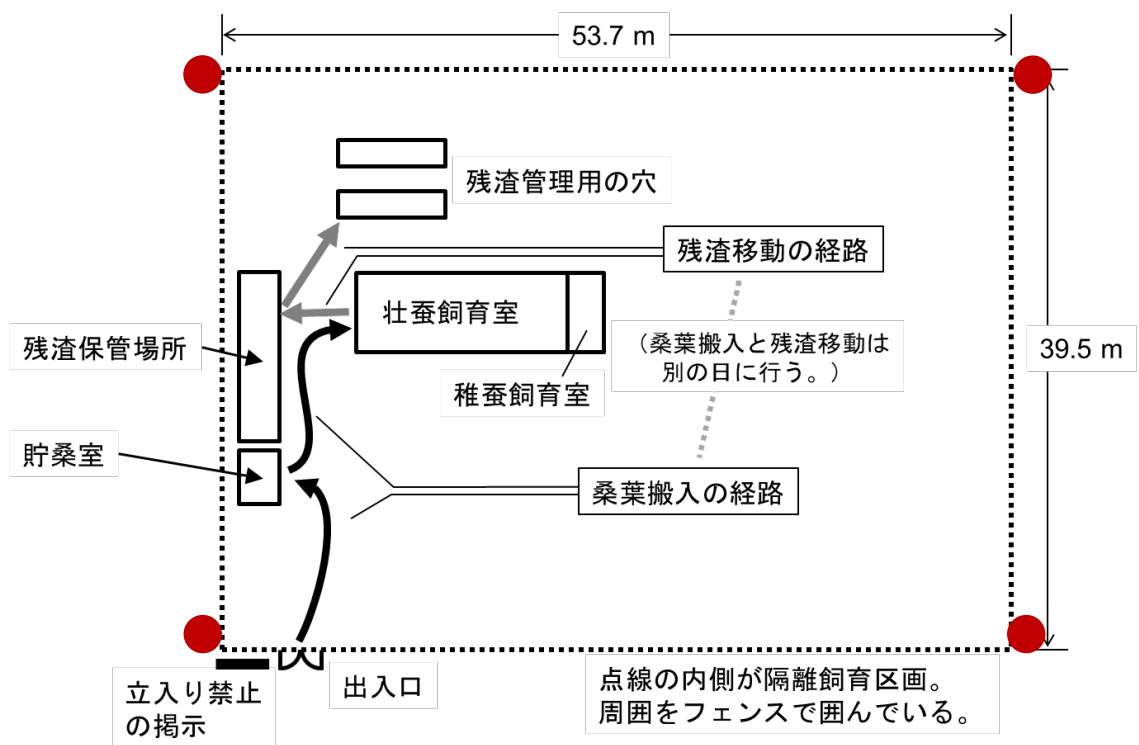 53.7 m
残渣管理用の穴
残渣移動の経路
壮蚕飼育室
残渣保管場所
（桑葉搬入と残渣移動は
別の日に行う。）
39.5 m
稚蚕飼育室
貯桑室
桑葉搬入の経路
立入り禁止
の掲示
出入口
点線の内側が隔離飼育区画。
周囲をフェンスで囲んでいる。